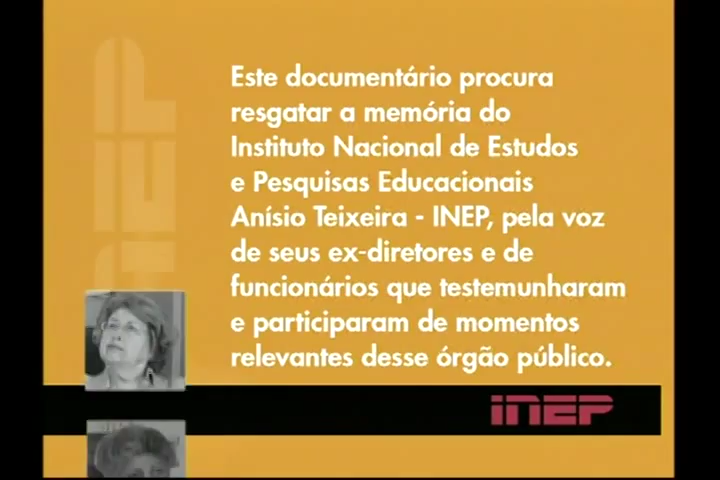 Este documentário procura
resgatar a memória do
Instituto Nacional de Estudos
e Pesquisas Educacionais
Anísio Teixeira - INEP, pela voz
de seus ex-diretores e de
funcionários que testemunharam
e participaram de momentos
relevantes desse órgão público.
INEP
INEP